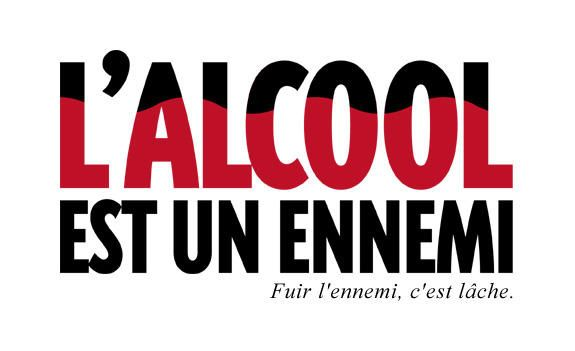 L'ALCOOL
EST UN ENNEMI
Fuir l'ennemi, c'est lâche.